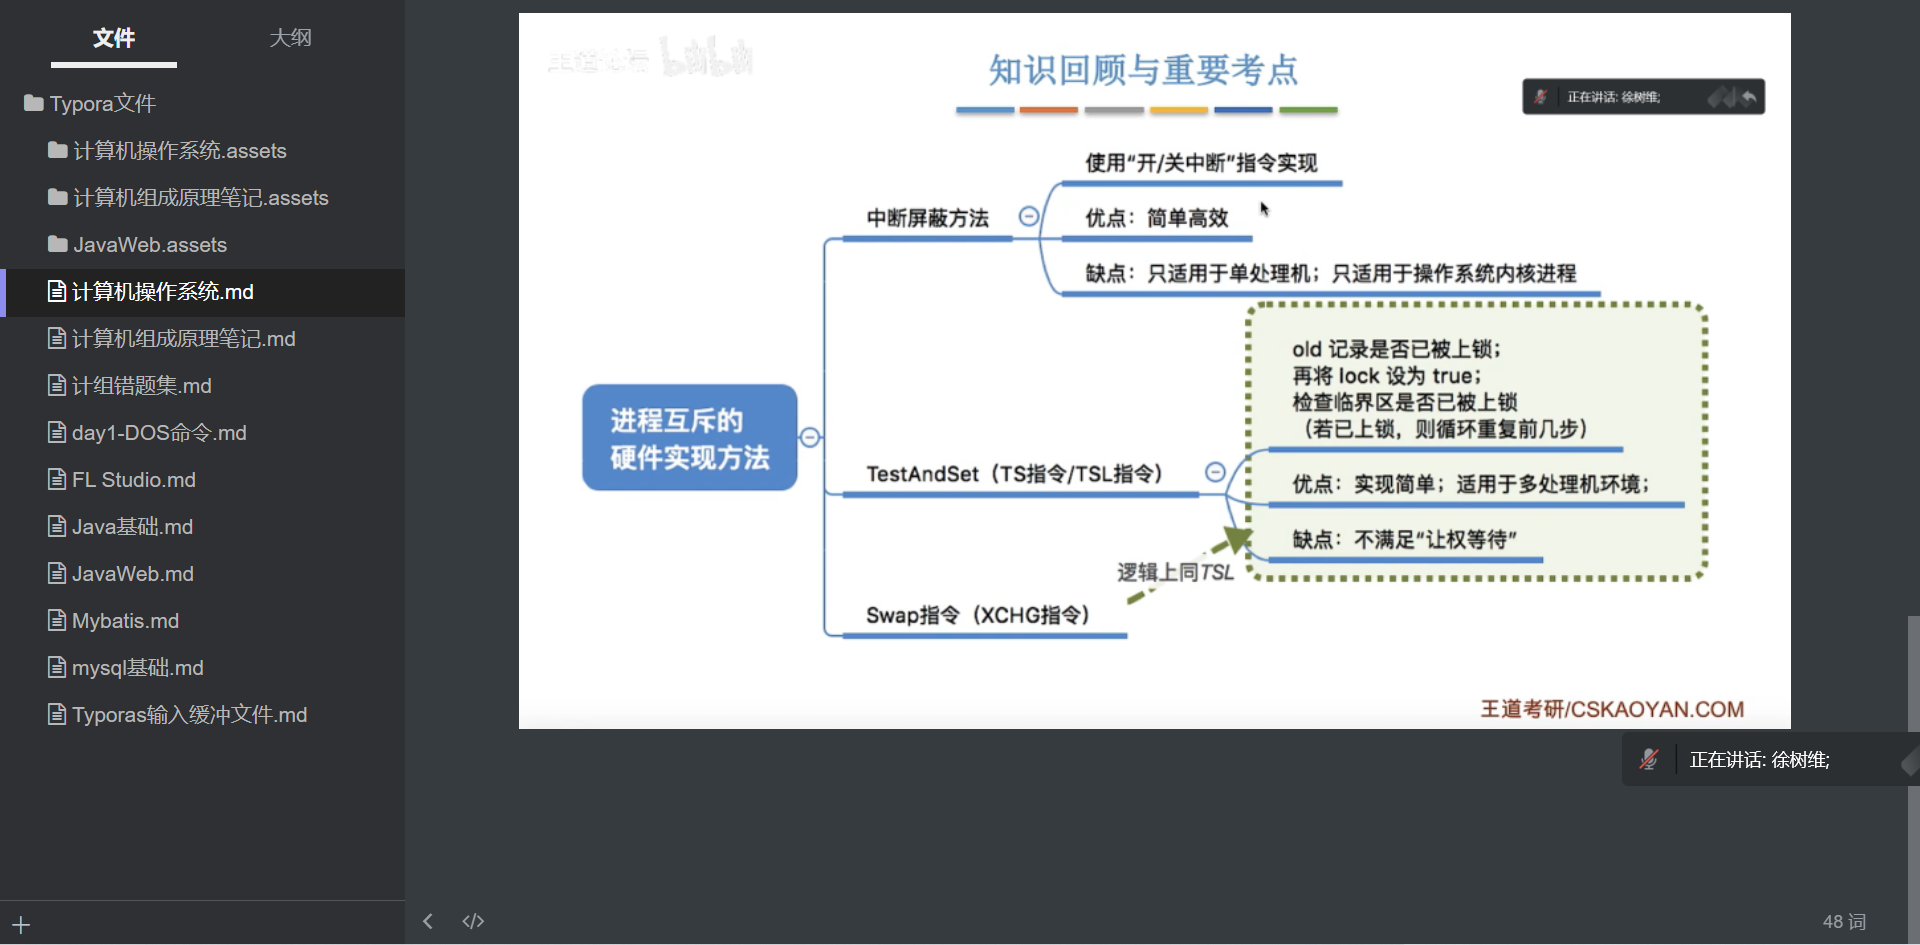 文件
大纲
Typora文件
计算机操作系统.assets
计算机组成原理笔记.assets
JavaWeb.assets
计算机操作系统.md
计算机组成原理笔记.md
计组错题集.md
day1-DOS命令.md
FL Studio.md
Java基础.md
JavaWeb.md
Mybatis.md
mysql基础.md
Typoras输入缓冲文件.md
知识回顾与重要考点
正在讲话: 徐树维;
使用“开/关中断”指令实现
中断屏蔽方法
优点：简单高效
缺点：只适用于单处理机；只适用于操作系统内核进程
进程互斥的
硬件实现方法
old 记录是否已被上锁；
再将 lock 设为 true；
检查临界区是否已被上锁
（若已上锁，则循环重复前几步）
TestAndSet（TS指令/TSL指令）
优点：实现简单；适用于多处理机环境；
缺点：不满足“让权等待”
逻辑上同TSL
Swap指令（XCHG指令）
王道考研/CSKAOYAN.COM
正在讲话: 徐树维;
48 词